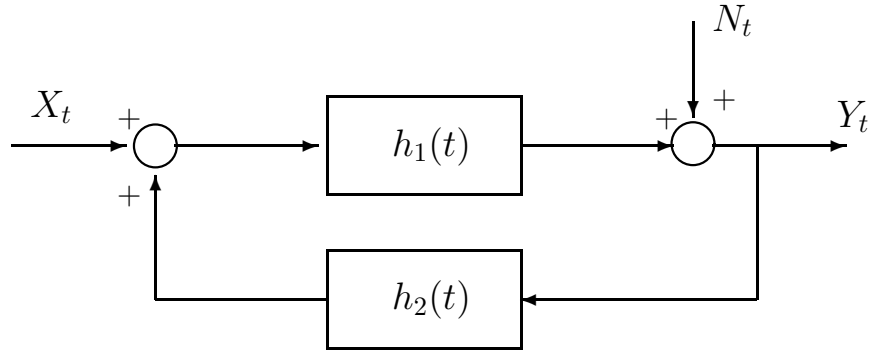 N_t
X_t
+
+
+
h_1(t)
Y_t
+
h_2(t)